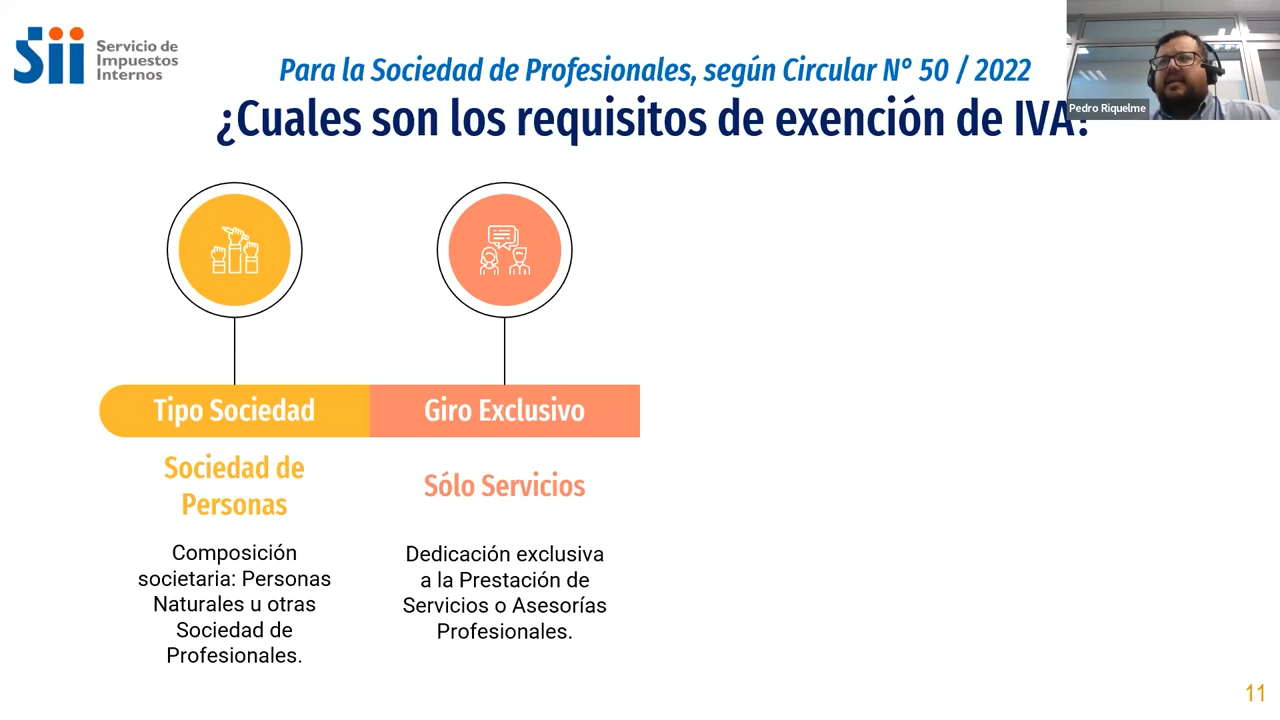 Sii
Servicio de
Impuestos
Internos
Para la Sociedad de Profesionales, según Circular Nº 50 / 2022
¿Cuales son los requisitos de exención de IVA?
Pedro Riquelme
Tipo Sociedad
Giro Exclusivo
Sociedad de
Personas
Sólo Servicios
Composición
societaria: Personas
Naturales u otras
Sociedad de
Profesionales.
Dedicación exclusiva
a la Prestación de
Servicios o Asesorías
Profesionales.
11